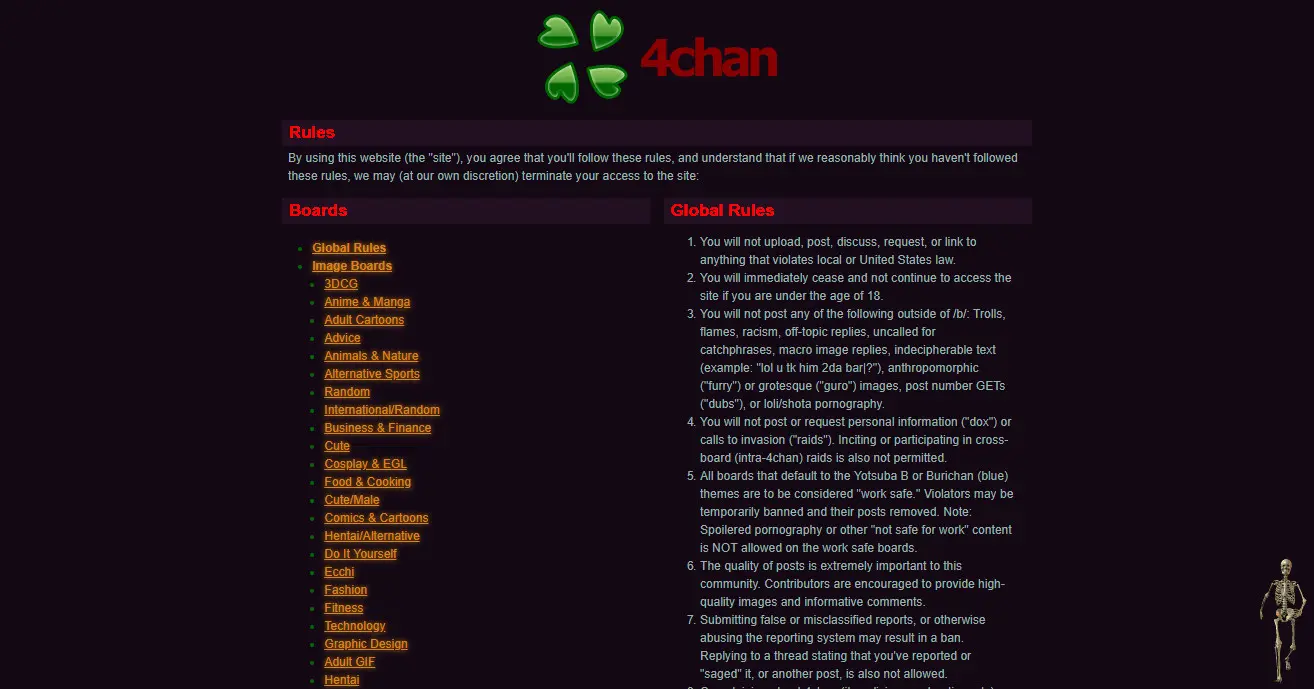 4chan
Rules
By using this website (the "site"), you agree that you'll follow these rules, and understand that if we reasonably think you haven't followed
these rules, we may (at our own discretion) terminate your access to the site:
Boards
Global Rules
Image Boards
3DCG
Anime & Manga
Adult Cartoons
Advice
Animals & Nature
Alternative Sports
Random
International/Random
Business & Finance
Cute
Cosplay & EGL
Food & Cooking
Cute/Male
Comics & Cartoons
Hentai/Alternative
Do It Yourself
Ecchi
Fashion
Fitness
Technology
Graphic Design
Adult GIF
Hentai
Global Rules
1. You will not upload, post, discuss, request, or link to
anything that violates local or United States law.
2. You will immediately cease and not continue to access the
site if you are under the age of 18.
3. You will not post any of the following outside of /b/: Trolls,
flames, racism, off-topic replies, uncalled for
catchphrases, macro image replies, indecipherable text
(example: "lol u tk him 2da bar|?"), anthropomorphic
("furry") or grotesque ("guro") images, post number GETs
("dubs"), or loli/shota pornography.
4. You will not post or request personal information ("dox") or
calls to invasion ("raids"). Inciting or participating in cross-
board (intra-4chan) raids is also not permitted.
5. All boards that default to the Yotsuba B or Burichan (blue)
themes are to be considered "work safe." Violators may be
temporarily banned and their posts removed. Note:
Spoilered pornography or other "not safe for work" content
is NOT allowed on the work safe boards.
6. The quality of posts is extremely important to this
community. Contributors are encouraged to provide high-
quality images and informative comments.
7. Submitting false or misclassified reports, or otherwise
abusing the reporting system may result in a ban.
Replying to a thread stating that you've reported or
"saged" it, or another post, is also not allowed.